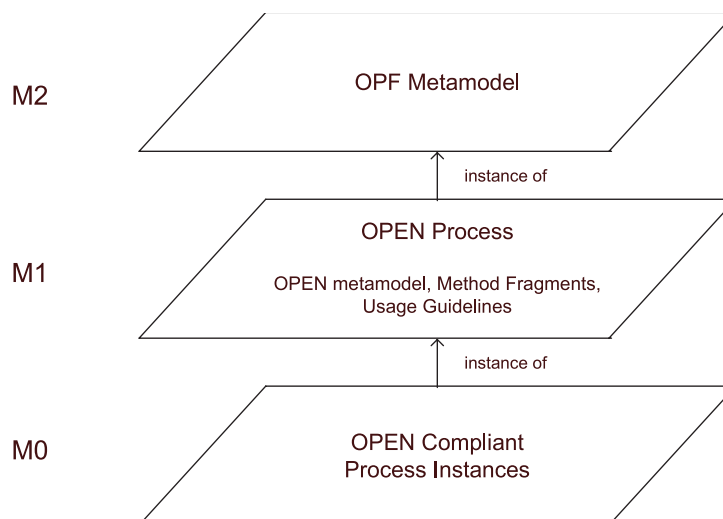 M2
OPF Metamodel
instance of
M1
OPEN Process
OPEN metamodel, Method Fragments,
Usage Guidelines
instance of
M0
OPEN Compliant
Process Instances